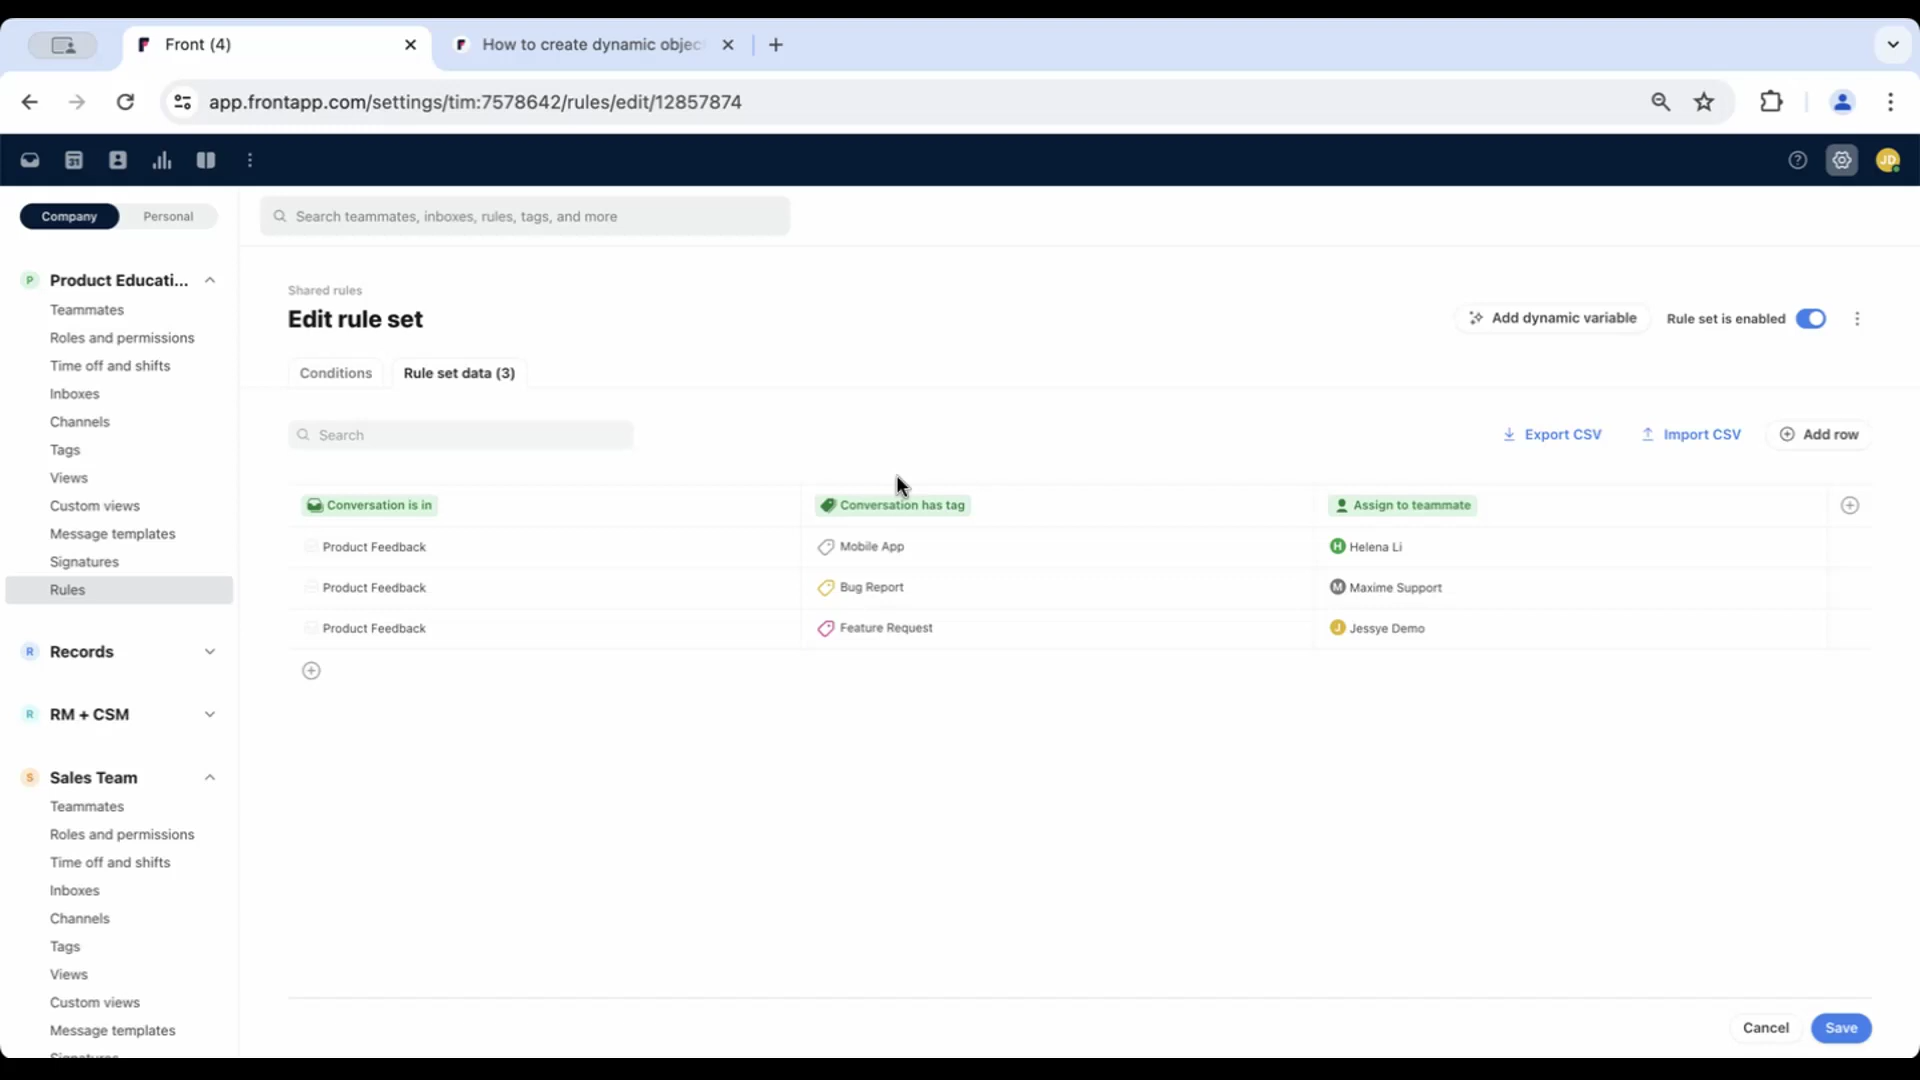 Front (4)
How to create dynamic objec
app.frontapp.com/settings/tim:7578642/rules/edit/12857874
31
JD
Company
Personal
Search teammates, inboxes, rules, tags, and more
P Product Educati...
Teammates
Roles and permissions
Time off and shifts
Inboxes
Channels
Tags
Views
Custom views
Message templates
Signatures
Rules
R Records
R RM + CSM
S Sales Team
Teammates
Roles and permissions
Time off and shifts
Inboxes
Channels
Tags
Views
Custom views
Message templates
Signatures
Shared rules
Edit rule set
Add dynamic variable
Rule set is enabled
Conditions
Rule set data (3)
Search
Export CSV
Import CSV
Add row
Conversation is in
Conversation has tag
Assign to teammate
Product Feedback
Mobile App
H Helena Li
Product Feedback
Bug Report
M Maxime Support
Product Feedback
Feature Request
J Jessye Demo
Cancel
Save